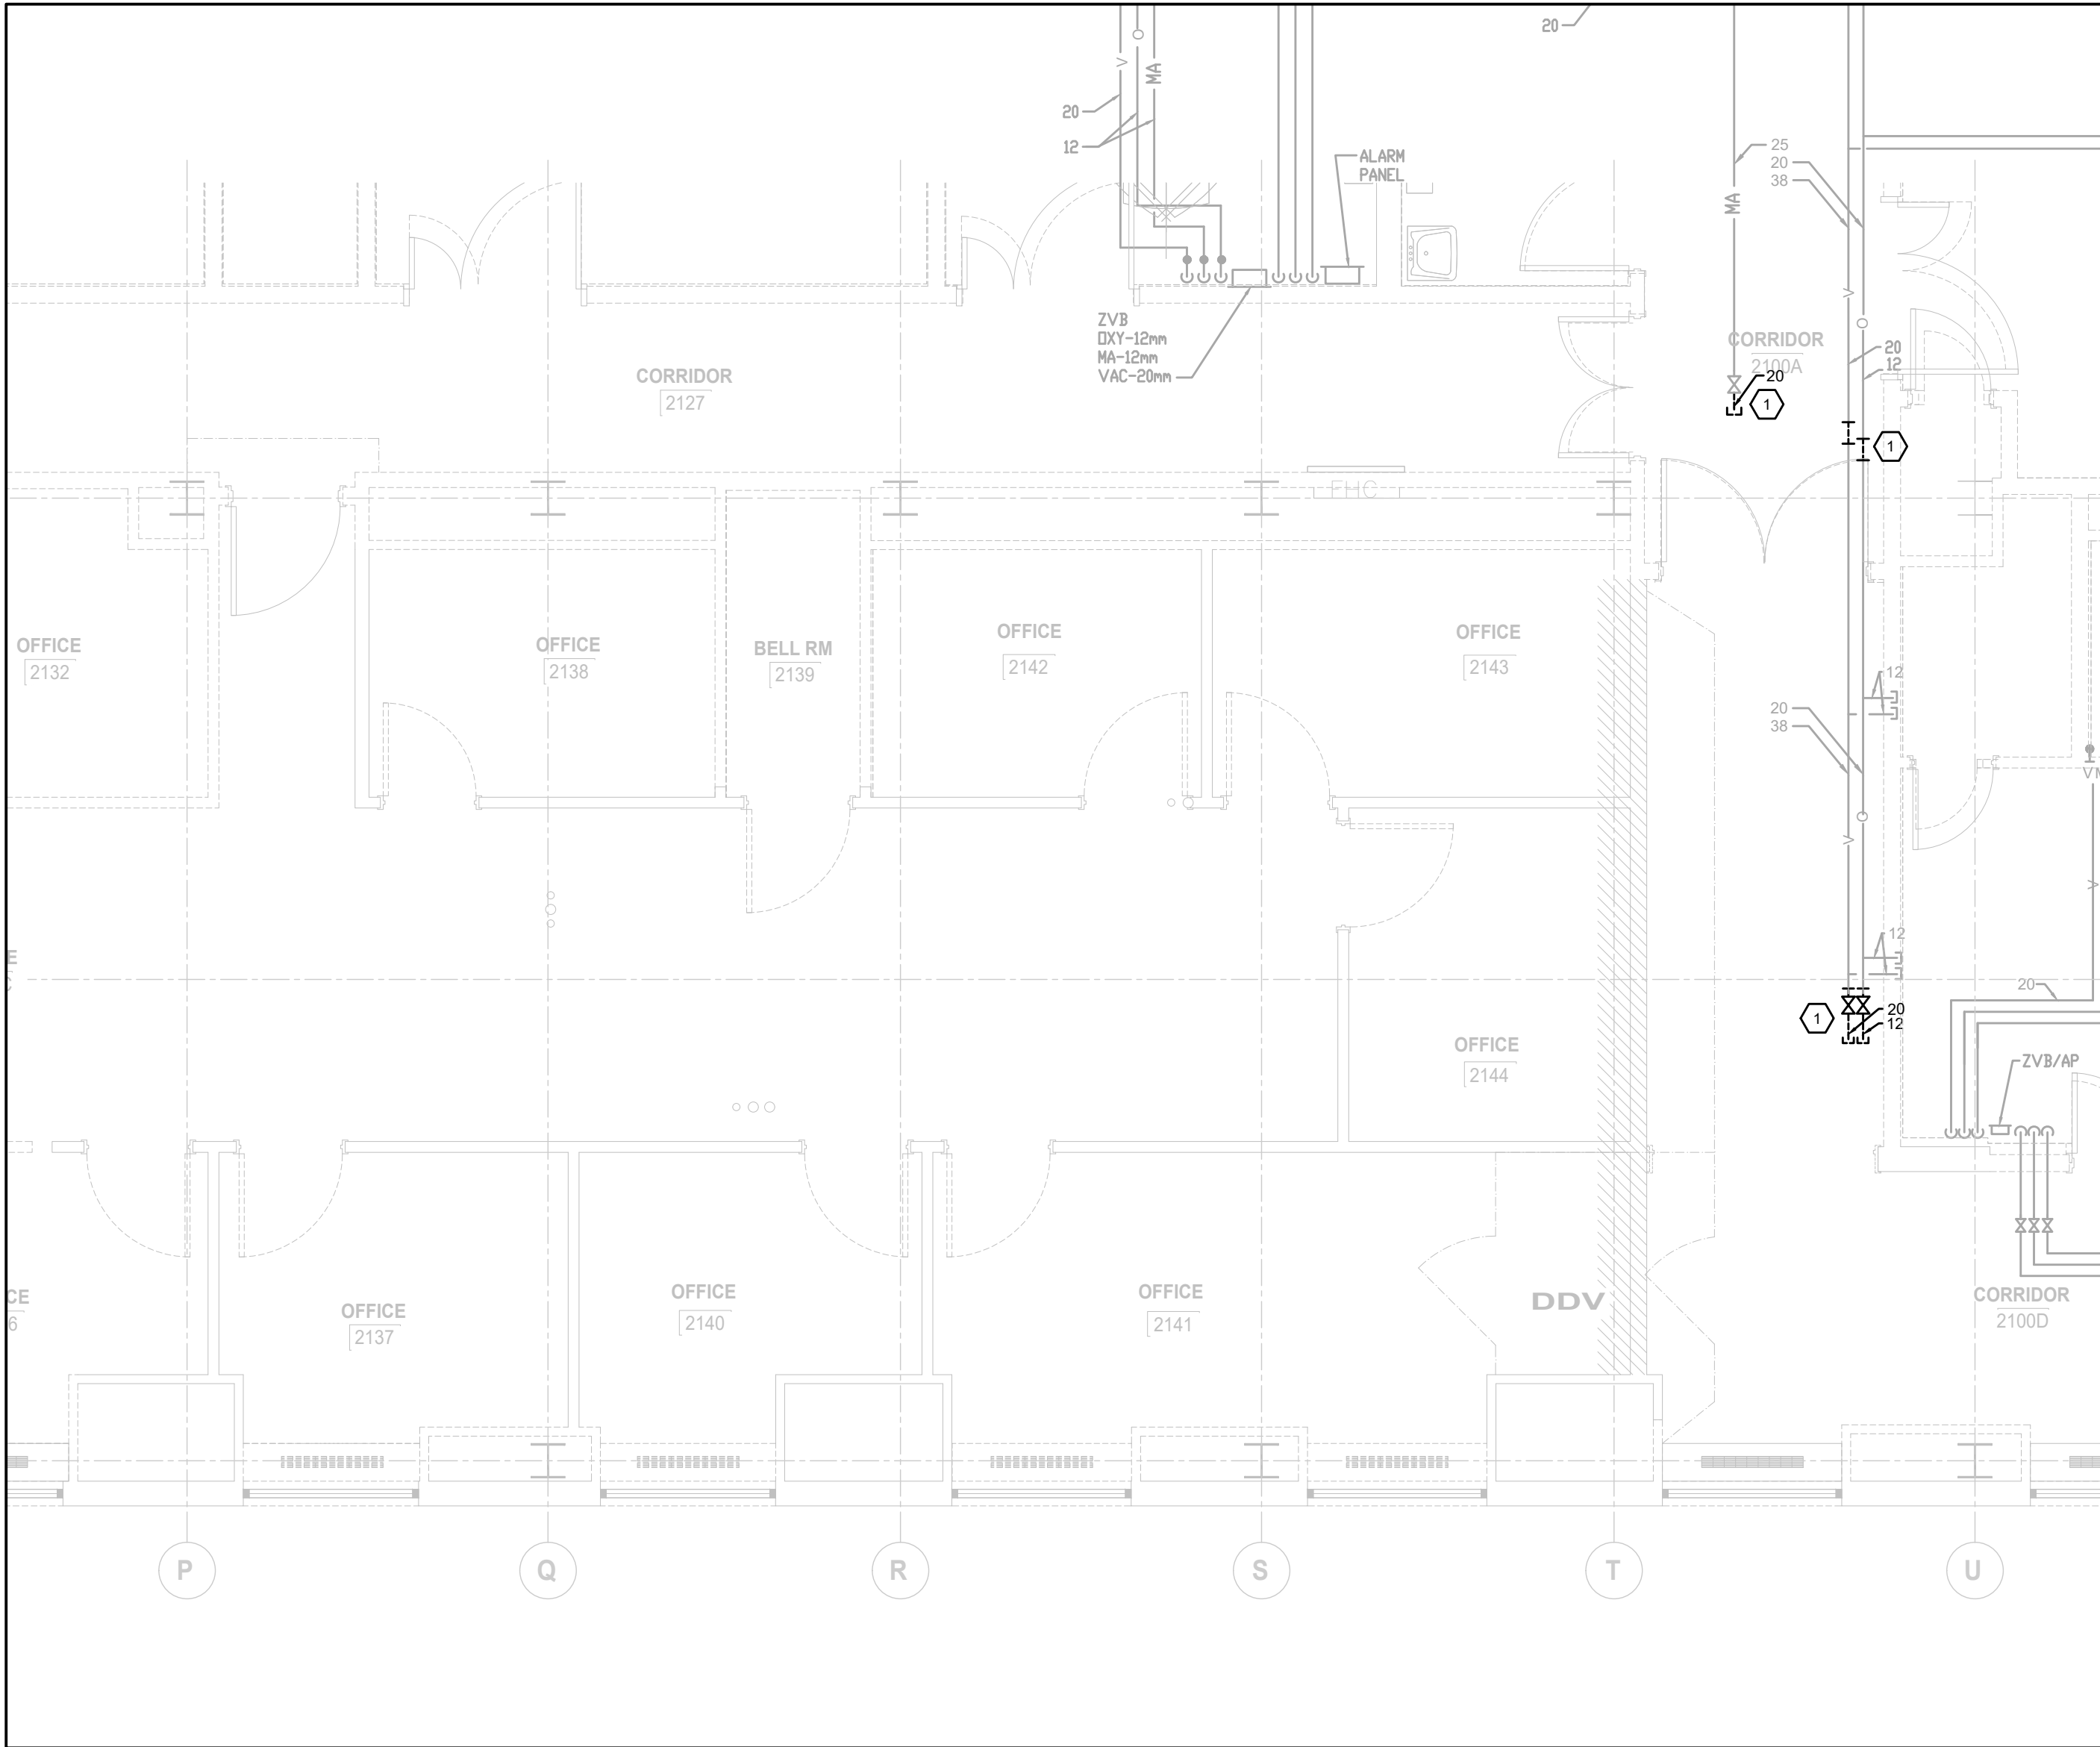 20
V
O
MA
20
12
ALARM
PANEL
25
20
38
MA
V
O
ZVB
OXY-12mm
MA-12mm
VAC-20mm
CORRIDOR
2127
CORRIDOR
2100A
20
12
20
1
1
FHC
OFFICE
2132
OFFICE
2138
BELL RM
2139
OFFICE
2142
OFFICE
2143
12
20
38
VM
O
V
V
E
C
12
20
1
20
12
OFFICE
2144
ZVB/AP
CE
6
OFFICE
2137
OFFICE
2140
OFFICE
2141
DDV
CORRIDOR
2100D
P
Q
R
S
T
U